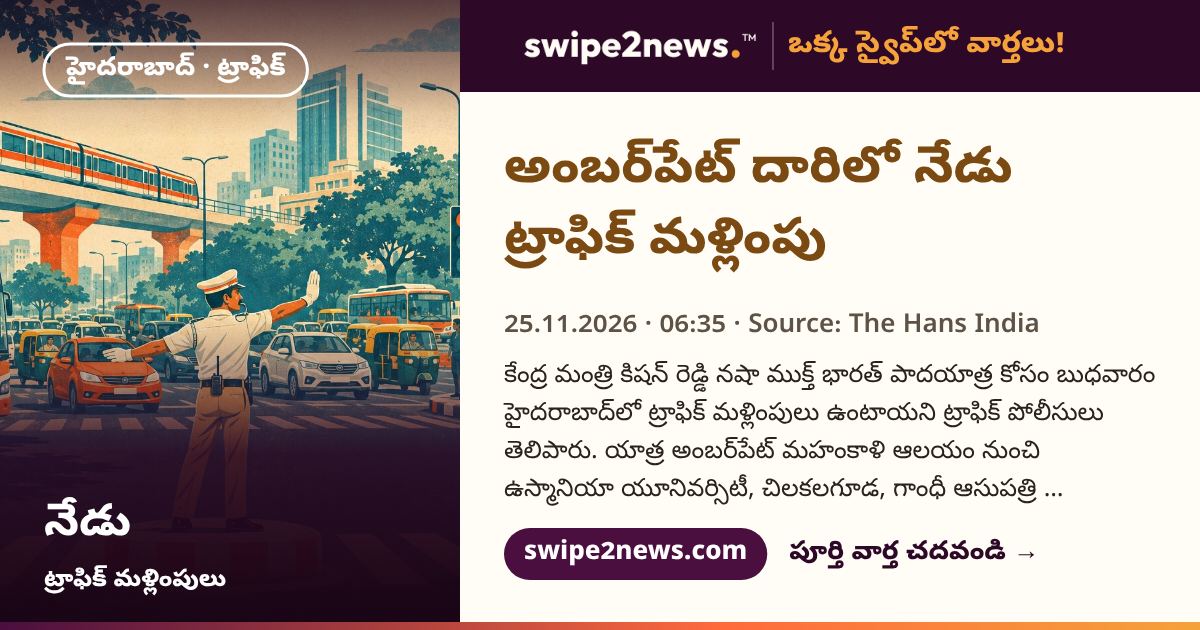 హైదరాబాద్ · ట్రాఫిక్
నేడు
ట్రాఫిక్ మళ్లింపులు
swipe2news.™ ఒక్క స్వైప్‌లో వార్తలు!
అంబర్‌పేట్ దారిలో నేడు
ట్రాఫిక్ మళ్లింపు
25.11.2026 · 06:35 · Source: The Hans India
కేంద్ర మంత్రి కిషన్ రెడ్డి నషా ముక్త్ భారత్ పాదయాత్ర కోసం బుధవారం
హైదరాబాద్‌లో ట్రాఫిక్ మళ్లింపులు ఉంటాయని ట్రాఫిక్ పోలీసులు
తెలిపారు. యాత్ర అంబర్‌పేట్ మహంకాళి ఆలయం నుంచి
ఉస్మానియా యూనివర్సిటీ, చిలకలగూడ, గాంధీ ఆసుపత్రి ...
swipe2news.com పూర్తి వార్త చదవండి →